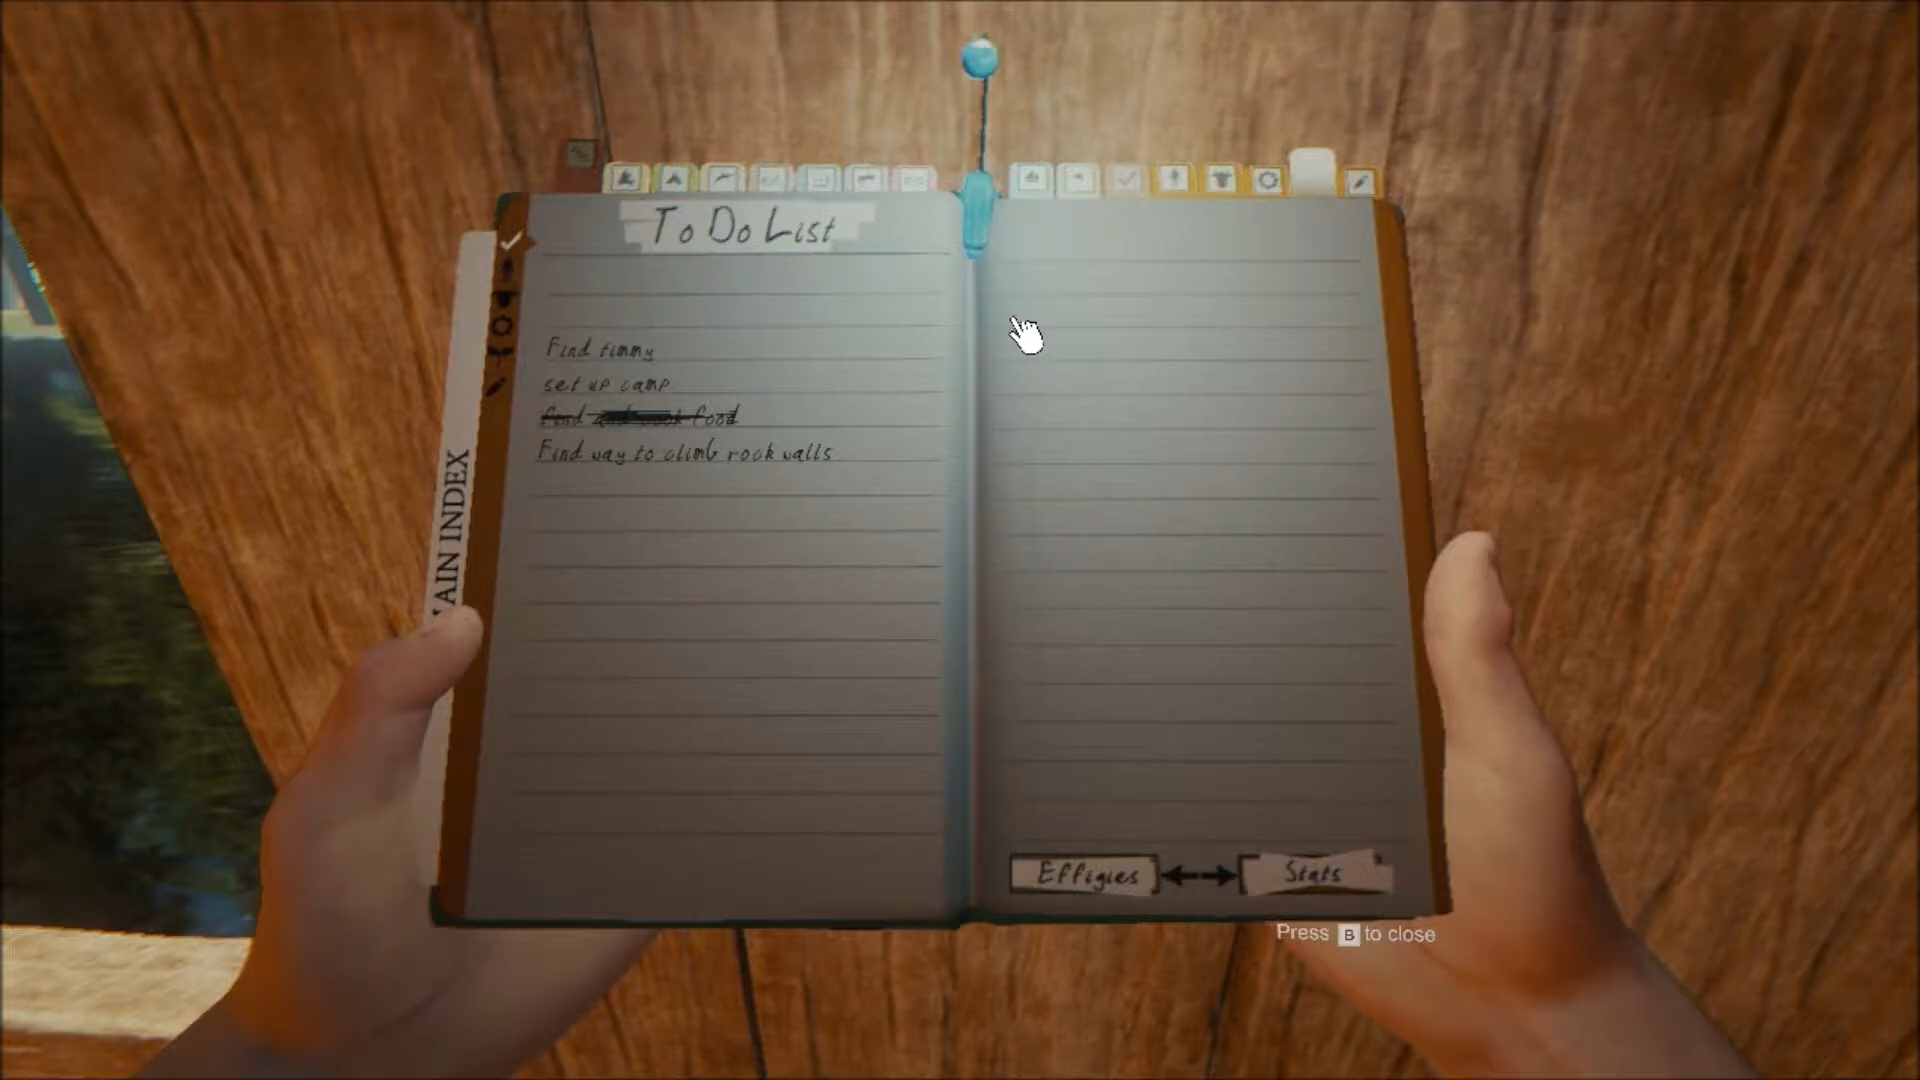 To Do List
Find timmy
set up camp
find and cook food
Find way to climb rock walls
MAIN INDEX
Effigies
Stats
Press B to close